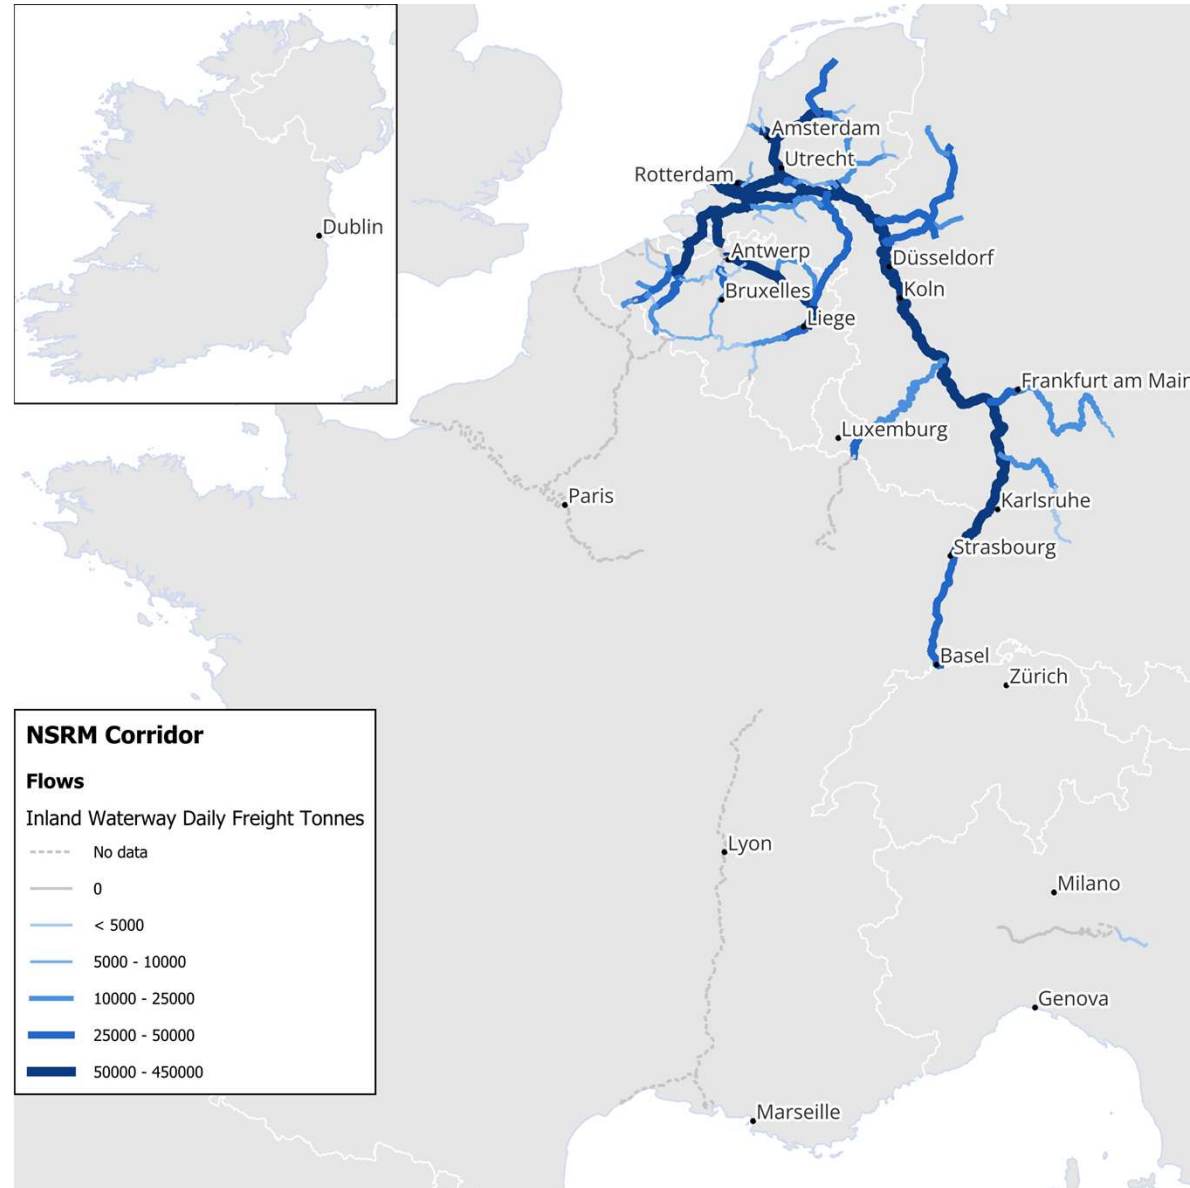 Dublin
Amsterdam
Utrecht
Rotterdam
Antwerp
Düsseldorf
Bruxelles
Koln
Liege
Frankfurt am Main
Luxemburg
Paris
Karlsruhe
Strasbourg
Basel
Zürich
NSRM Corridor
Flows
Inland Waterway Daily Freight Tonnes
No data
0
< 5000
5000 - 10000
10000 - 25000
25000 - 50000
50000 - 450000
Lyon
Milano
Genova
Marseille